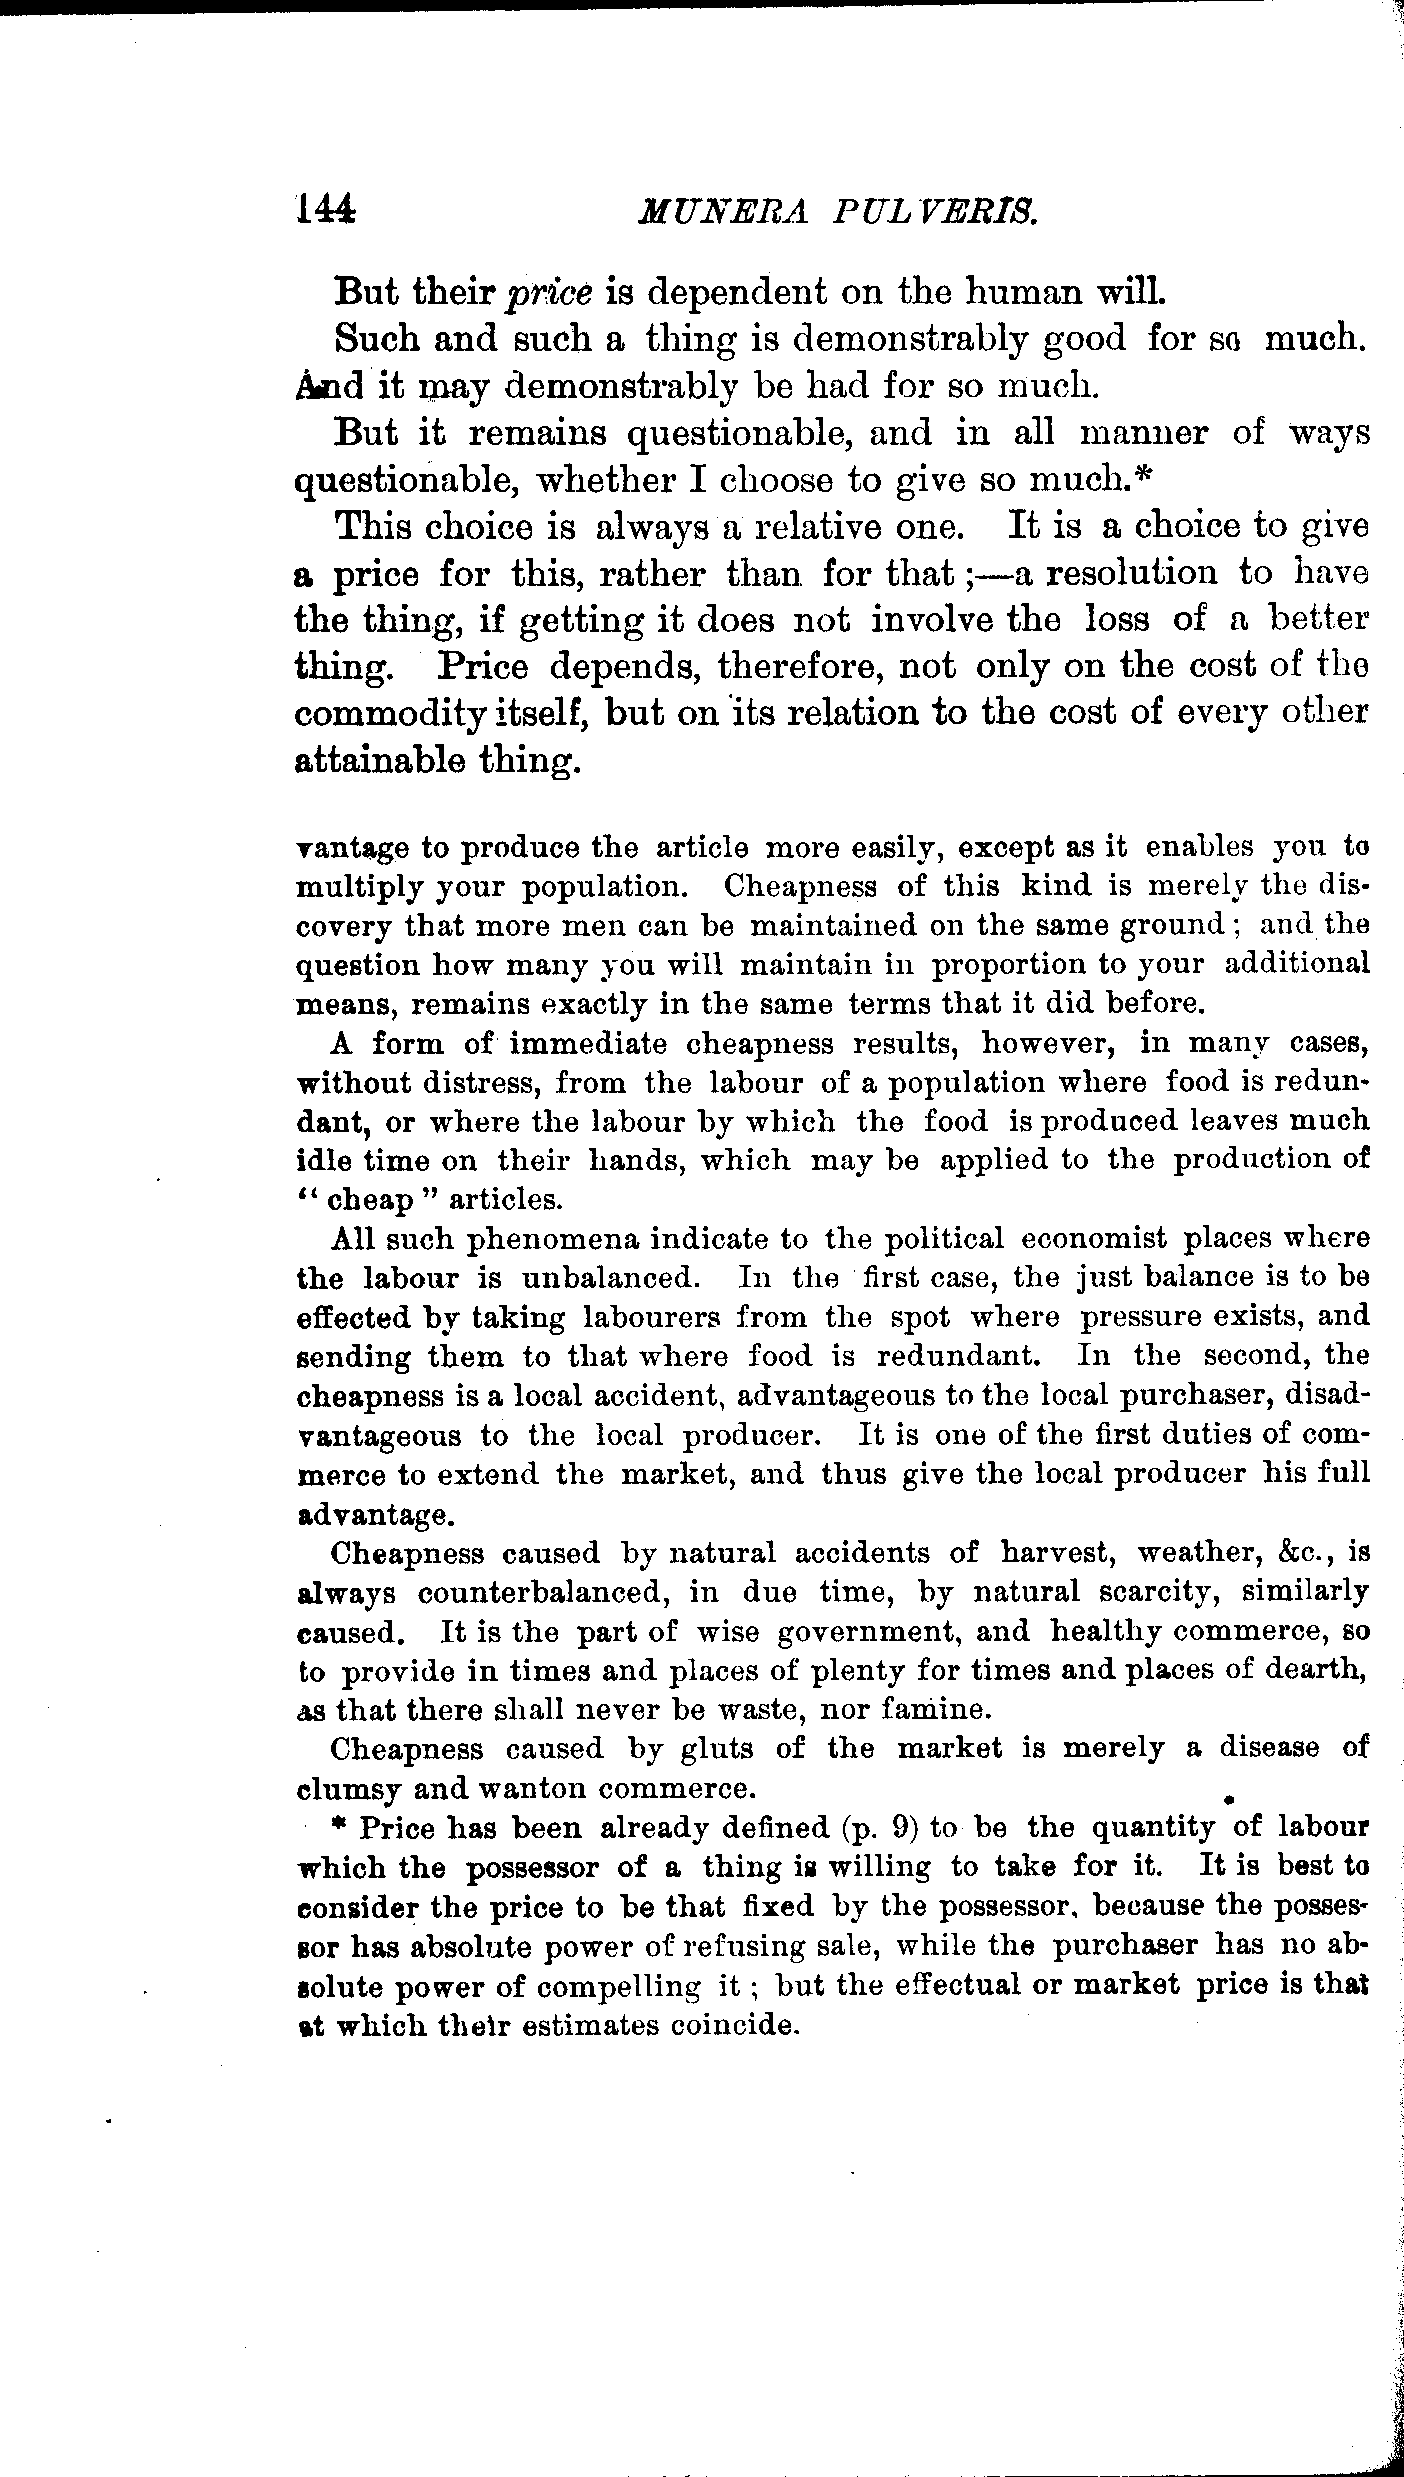 144 MUNERA PULVERIS.
But their price is dependent on the human will.
Such and such a thing is demonstrably good for so much.
And it may demonstrably be had for so much.
But it remains questionable, and in all manner of ways
questionable, whether I choose to give so much.*
This choice is always a relative one. It is a choice to give
a price for this, rather than for that ;—a resolution to have
the thing, if getting it does not involve the loss of a better
thing. Price depends, therefore, not only on the cost of the
commodity itself, but on its relation to the cost of every other
attainable thing.
vantage to produce the article more easily, except as it enables you to
multiply your population. Cheapness of this kind is merely the dis-
covery that more men can be maintained on the same ground ; and the
question how many you will maintain in proportion to your additional
means, remains exactly in the same terms that it did before.
A form of immediate cheapness results, however, in many cases,
without distress, from the labour of a population where food is redun-
dant, or where the labour by which the food is produced leaves much
idle time on their hands, which may be applied to the production of
“ cheap ” articles.
All such phenomena indicate to the political economist places where
the labour is unbalanced. In the first case, the just balance is to be
effected by taking labourers from the spot where pressure exists, and
sending them to that where food is redundant. In the second, the
cheapness is a local accident, advantageous to the local purchaser, disad-
vantageous to the local producer. It is one of the first duties of com-
merce to extend the market, and thus give the local producer his full
advantage.
Cheapness caused by natural accidents of harvest, weather, &c., is
always counterbalanced, in due time, by natural scarcity, similarly
caused. It is the part of wise government, and healthy commerce, so
to provide in times and places of plenty for times and places of dearth,
as that there shall never be waste, nor famine.
Cheapness caused by gluts of the market is merely a disease of
clumsy and wanton commerce.
* Price has been already defined (p. 9) to be the quantity of labour
which the possessor of a thing is willing to take for it. It is best to
consider the price to be that fixed by the possessor, because the posses-
sor has absolute power of refusing sale, while the purchaser has no ab-
solute power of compelling it ; but the effectual or market price is that
at which their estimates coincide.